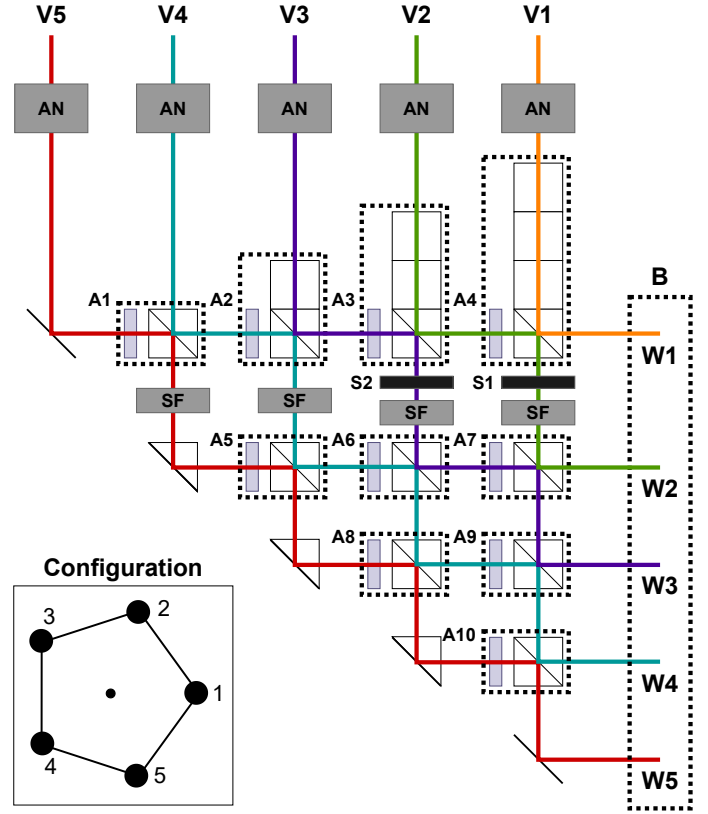 V5 V4 V3 V2 V1
AN AN AN AN AN
B
A1 A2 A3 A4
W1
S2 S1
SF SF SF SF
A5 A6 A7
W2
A8 A9
W3
Configuration
A10
W4
W5
3 2
1
4 5